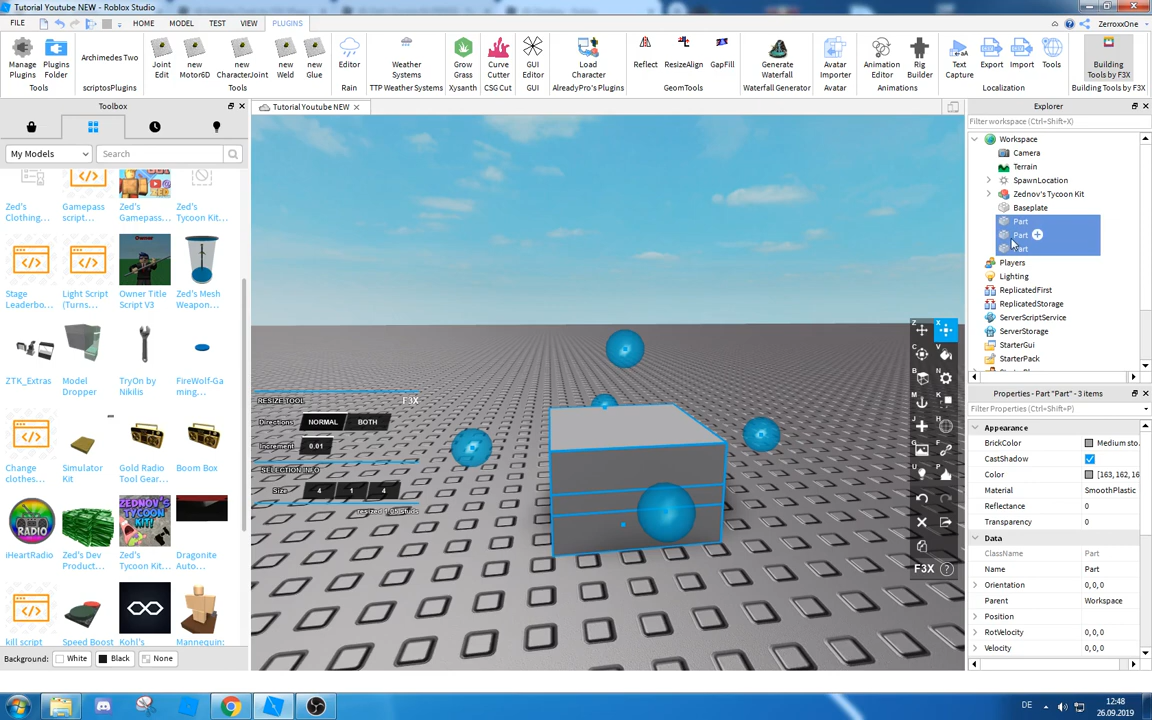 Tutorial Youtube NEW - Roblox Studio
FILE
HOME
MODEL
TEST
VIEW
PLUGINS
ZerroxxOne
Manage Plugins
Plugins Folder
Archimedes Two
Joint Edit
new Motor6D
new CharacterJoint
new Weld
new Glue
Editor
Weather Systems
Grow Grass
Curve Cutter
GUI Editor
Load Character
Reflect
ResizeAlign
GapFill
Generate Waterfall
Avatar Importer
Animation Editor
Rig Builder
Text Capture
Export
Import
Tools
Building Tools by F3X
Tools
scriptosPlugins
Tools
Rain
TTP Weather Systems
Xysanth
CSG Cut
GUI
AlreadyPro's Plugins
GeomTools
Waterfall Generator
Avatar
Animations
Localization
Building Tools by F3X
Toolbox
My Models
Search
Zed's Clothing...
Gamepass script...
Zed's Gamepass...
Zed's Tycoon Kit...
Stage Leaderbo...
Light Script (Turns...
Owner Title Script V3
Zed's Mesh Weapon...
ZTK_Extras
Model Dropper
TryOn by Nikilis
FireWolf-Ga-ming...
Change clothes...
Simulator Kit
Gold Radio Tool Gear...
Boom Box
iHeartRadio
Zed's Dev Product...
Zed's Tycoon Kit...
Dragonite Auto...
kill script
Speed Boost
Kohl's
Mannequin:
Background:
White
Black
None
Tutorial Youtube NEW
RESIZE TOOL
F3X
Directions
NORMAL
BOTH
Increment
0.01
SELECTION INFO
Size
4
1
4
resized 1.05 studs
F3X
Explorer
Filter workspace (Ctrl+Shift+X)
Workspace
Camera
Terrain
SpawnLocation
Zednov's Tycoon Kit
Baseplate
Part
Part
Part
Players
Lighting
ReplicatedFirst
ReplicatedStorage
ServerScriptService
ServerStorage
StarterGui
StarterPack
Properties - Part "Part" - 3 items
Filter Properties (Ctrl+Shift+P)
Appearance
BrickColor
Medium sto...
CastShadow
Color
[163, 162, 16
Material
SmoothPlastic
Reflectance
0
Transparency
0
Data
ClassName
Part
Name
Part
Orientation
0,0,0
Parent
Workspace
Position
RotVelocity
0,0,0
Velocity
0,0,0
DE
12:48
26.09.2019